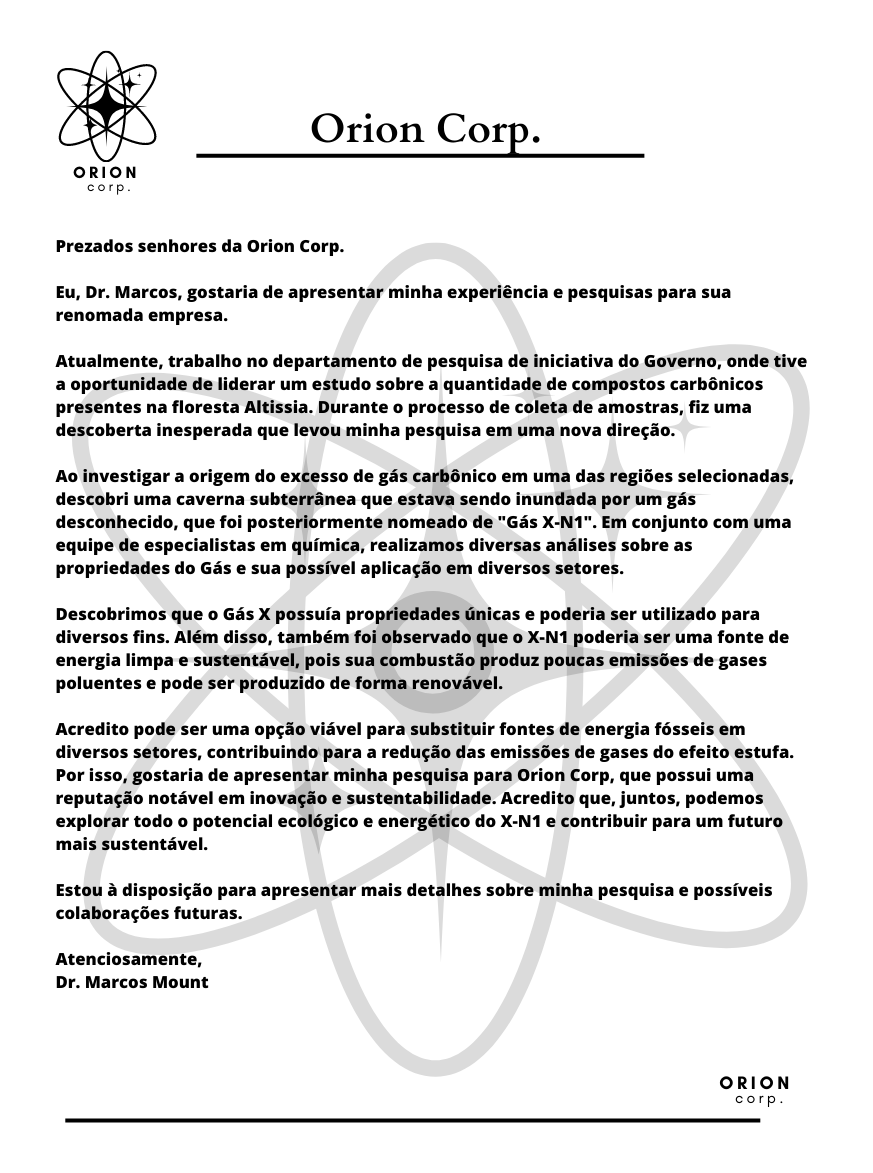 ORION
corp.
Orion Corp.
Prezados senhores da Orion Corp.
Eu, Dr. Marcos, gostaria de apresentar minha experiência e pesquisas para sua
renomada empresa.
Atualmente, trabalho no departamento de pesquisa de iniciativa do Governo, onde tive
a oportunidade de liderar um estudo sobre a quantidade de compostos carbônicos
presentes na floresta Altissia. Durante o processo de coleta de amostras, fiz uma
descoberta inesperada que levou minha pesquisa em uma nova direção.
Ao investigar a origem do excesso de gás carbônico em uma das regiões selecionadas,
descobri uma caverna subterrânea que estava sendo inundada por um gás
desconhecido, que foi posteriormente nomeado de "Gás X-N1". Em conjunto com uma
equipe de especialistas em química, realizamos diversas análises sobre as
propriedades do Gás e sua possível aplicação em diversos setores.
Descobrimos que o Gás X possuía propriedades únicas e poderia ser utilizado para
diversos fins. Além disso, também foi observado que o X-N1 poderia ser uma fonte de
energia limpa e sustentável, pois sua combustão produz poucas emissões de gases
poluentes e pode ser produzido de forma renovável.
Acredito pode ser uma opção viável para substituir fontes de energia fósseis em
diversos setores, contribuindo para a redução das emissões de gases do efeito estufa.
Por isso, gostaria de apresentar minha pesquisa para Orion Corp, que possui uma
reputação notável em inovação e sustentabilidade. Acredito que, juntos, podemos
explorar todo o potencial ecológico e energético do X-N1 e contribuir para um futuro
mais sustentável.
Estou à disposição para apresentar mais detalhes sobre minha pesquisa e possíveis
colaborações futuras.
Atenciosamente,
Dr. Marcos Mount
ORION
corp.